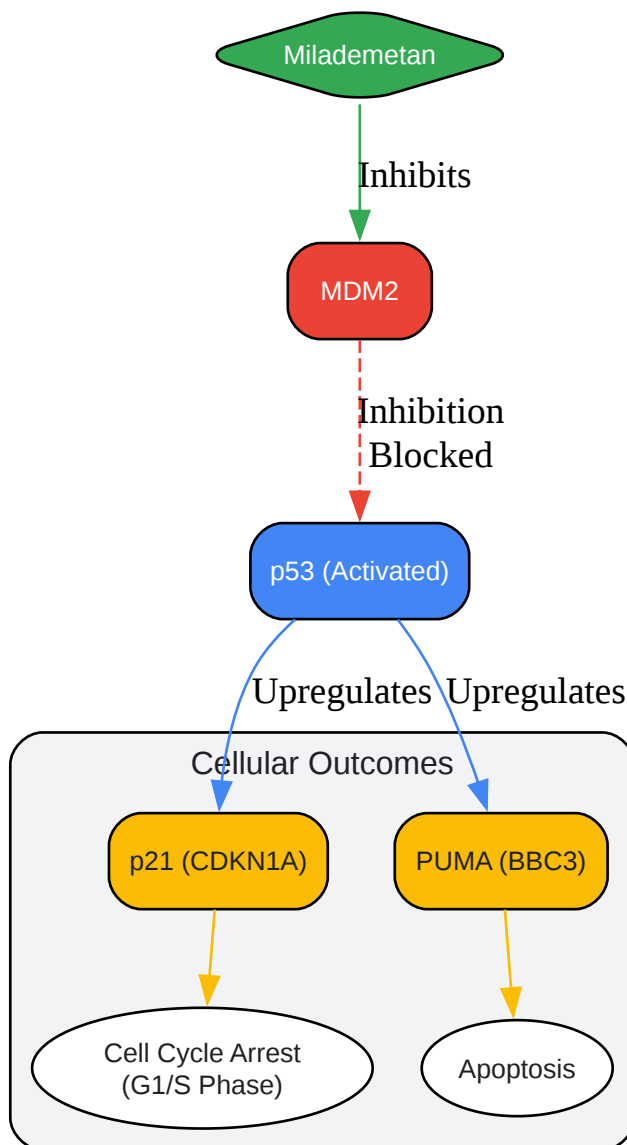 Milademetan
Inhibits
MDM2
Inhibition
Blocked
p53 (Activated)
Upregulates
Upregulates
Cellular Outcomes
p21 (CDKN1A)
PUMA (BBC3)
Cell Cycle Arrest
(G1/S Phase)
Apoptosis